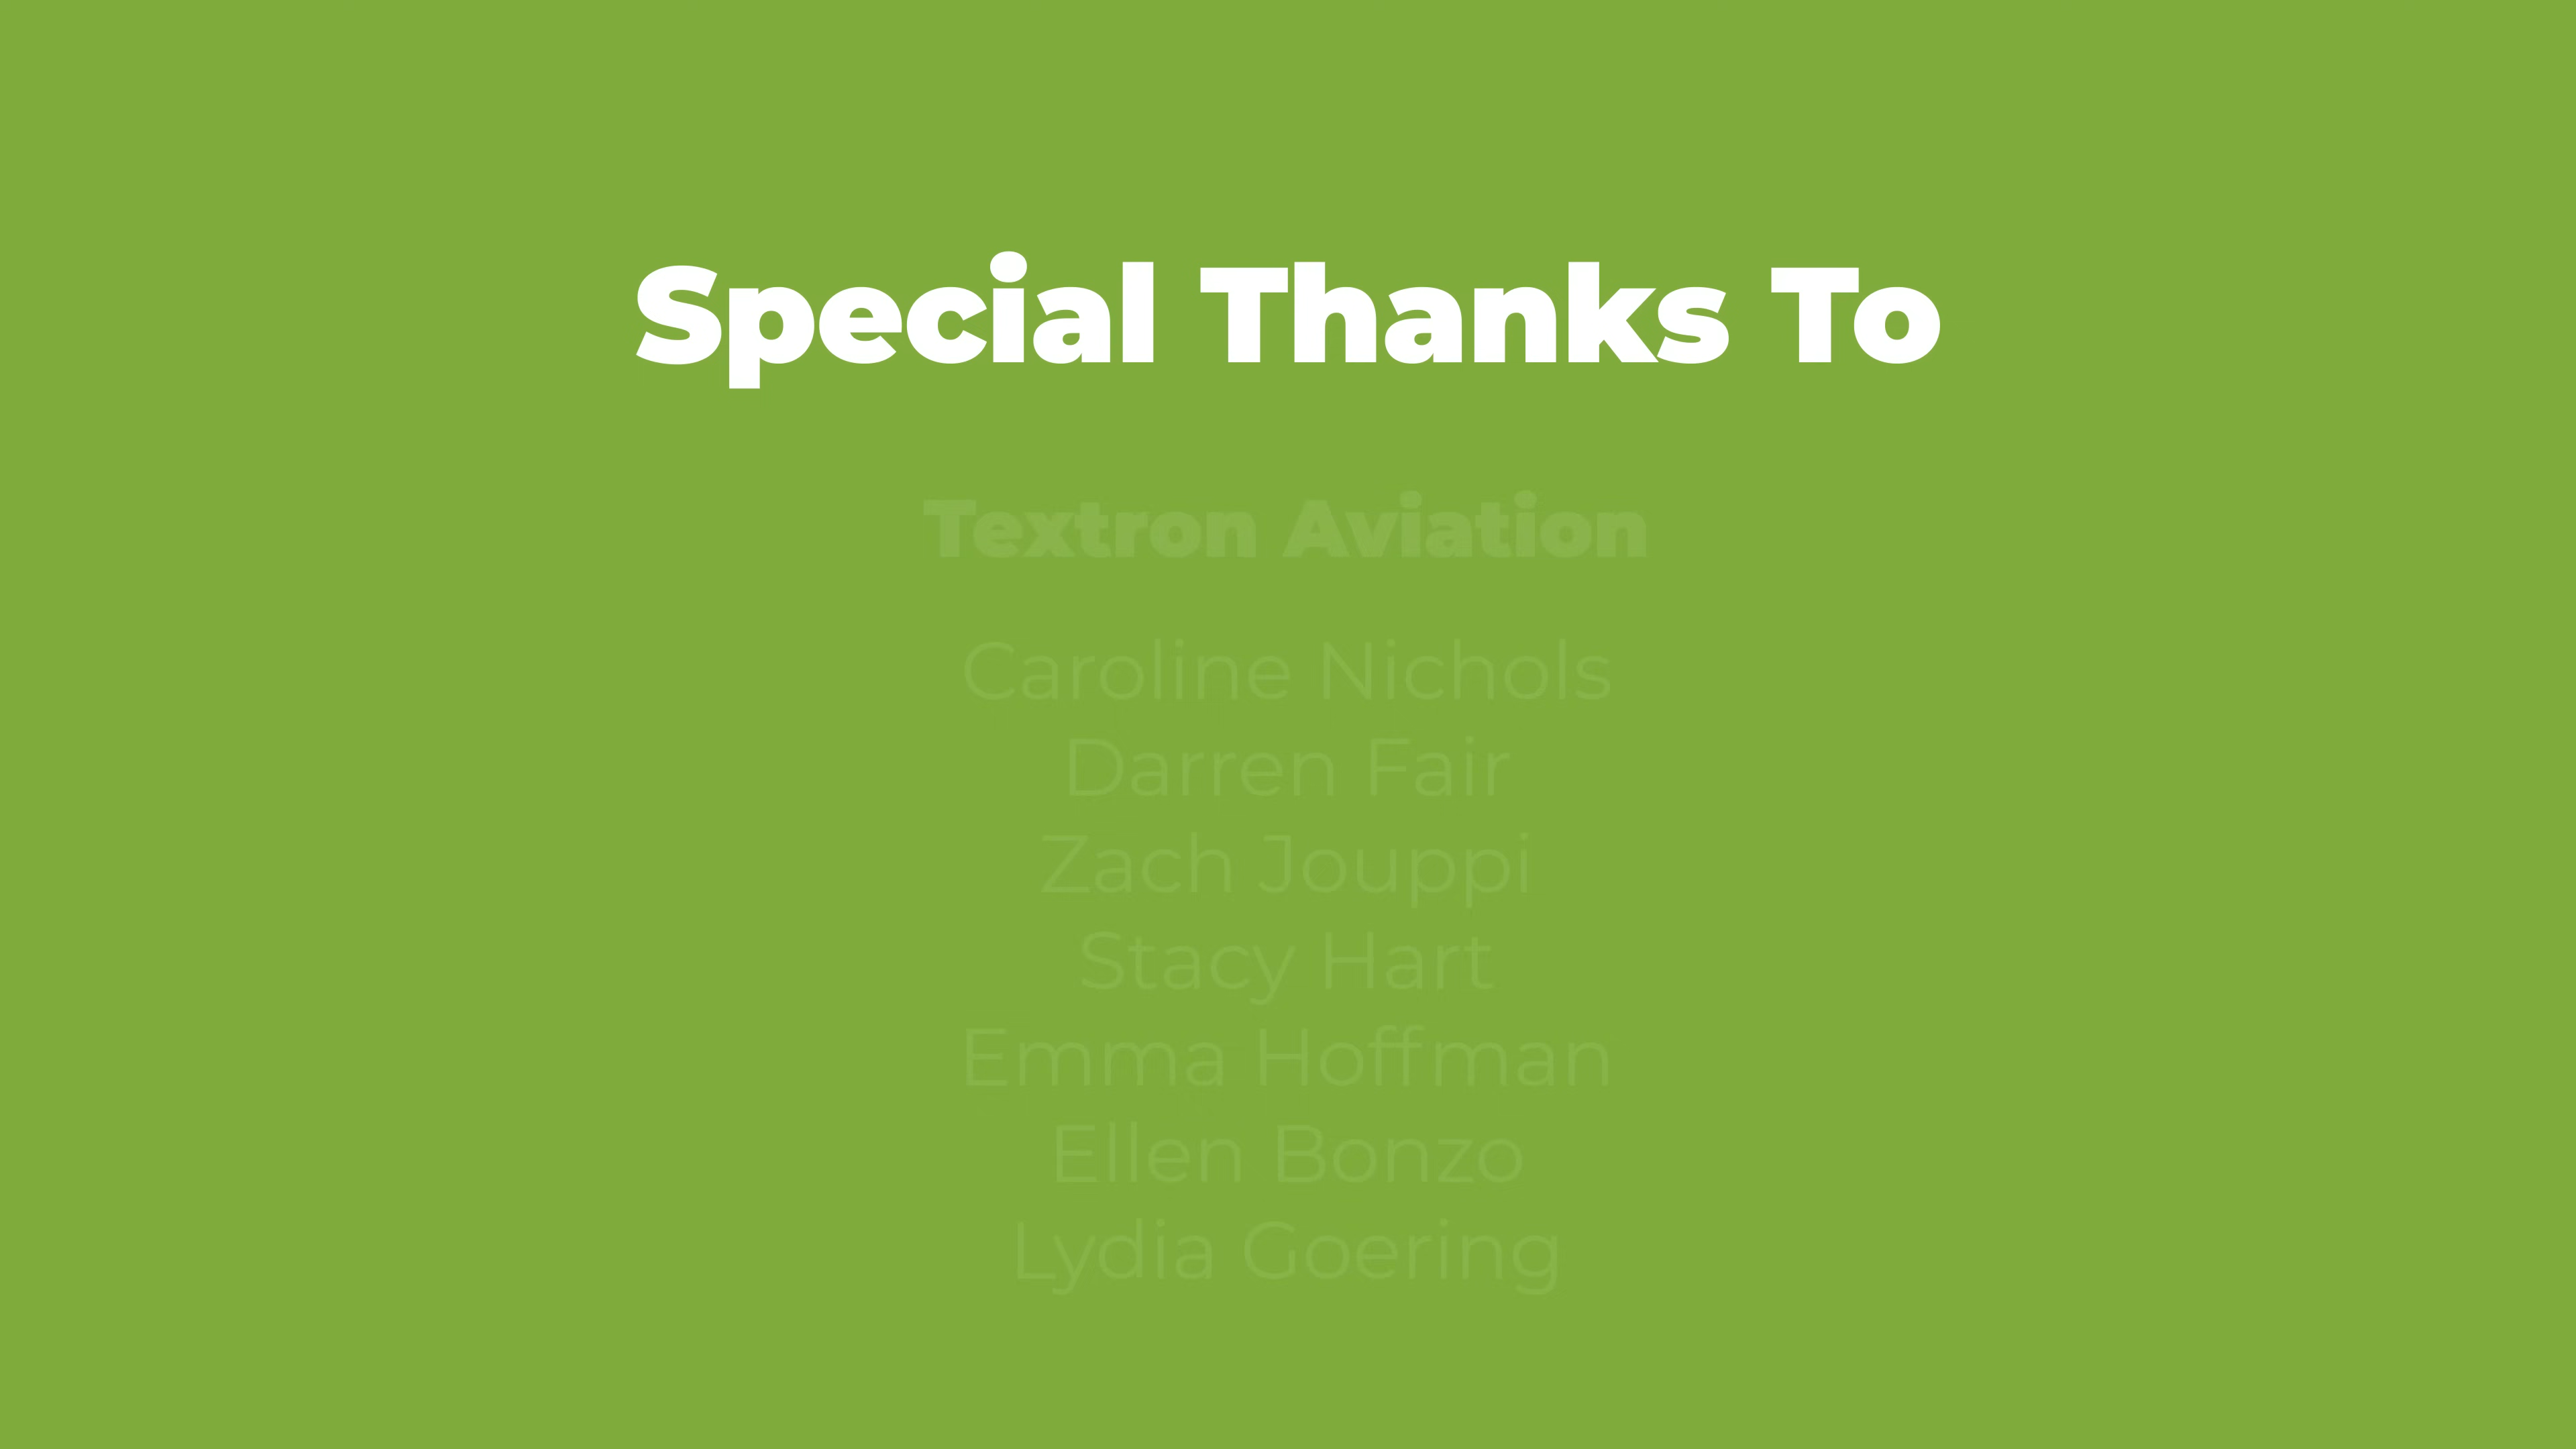 Special Thanks To
Textron Aviation
Caroline Nichols
Darren Fair
Zach Jouppi
Stacy Hart
Emma Hoffman
Ellen Bonzo
Lydia Goering